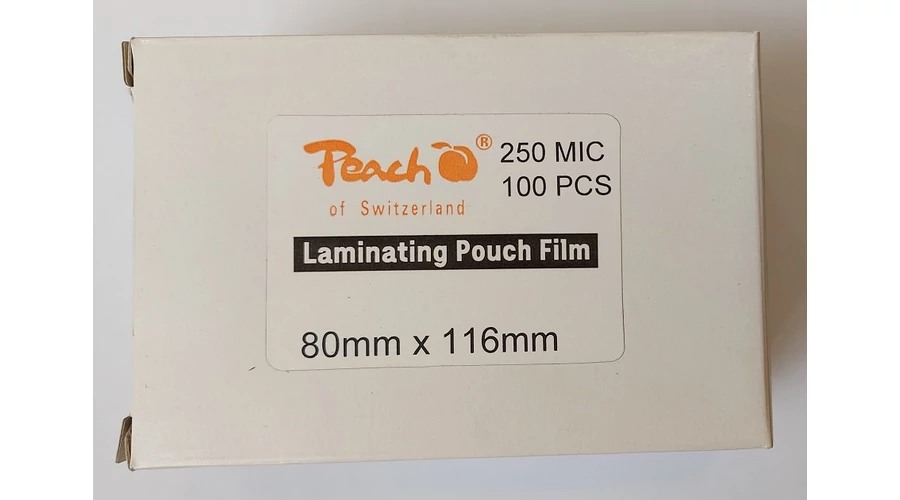 Peach ®
250 MIC
100 PCS
of Switzerland
Laminating Pouch Film
80mm x 116mm